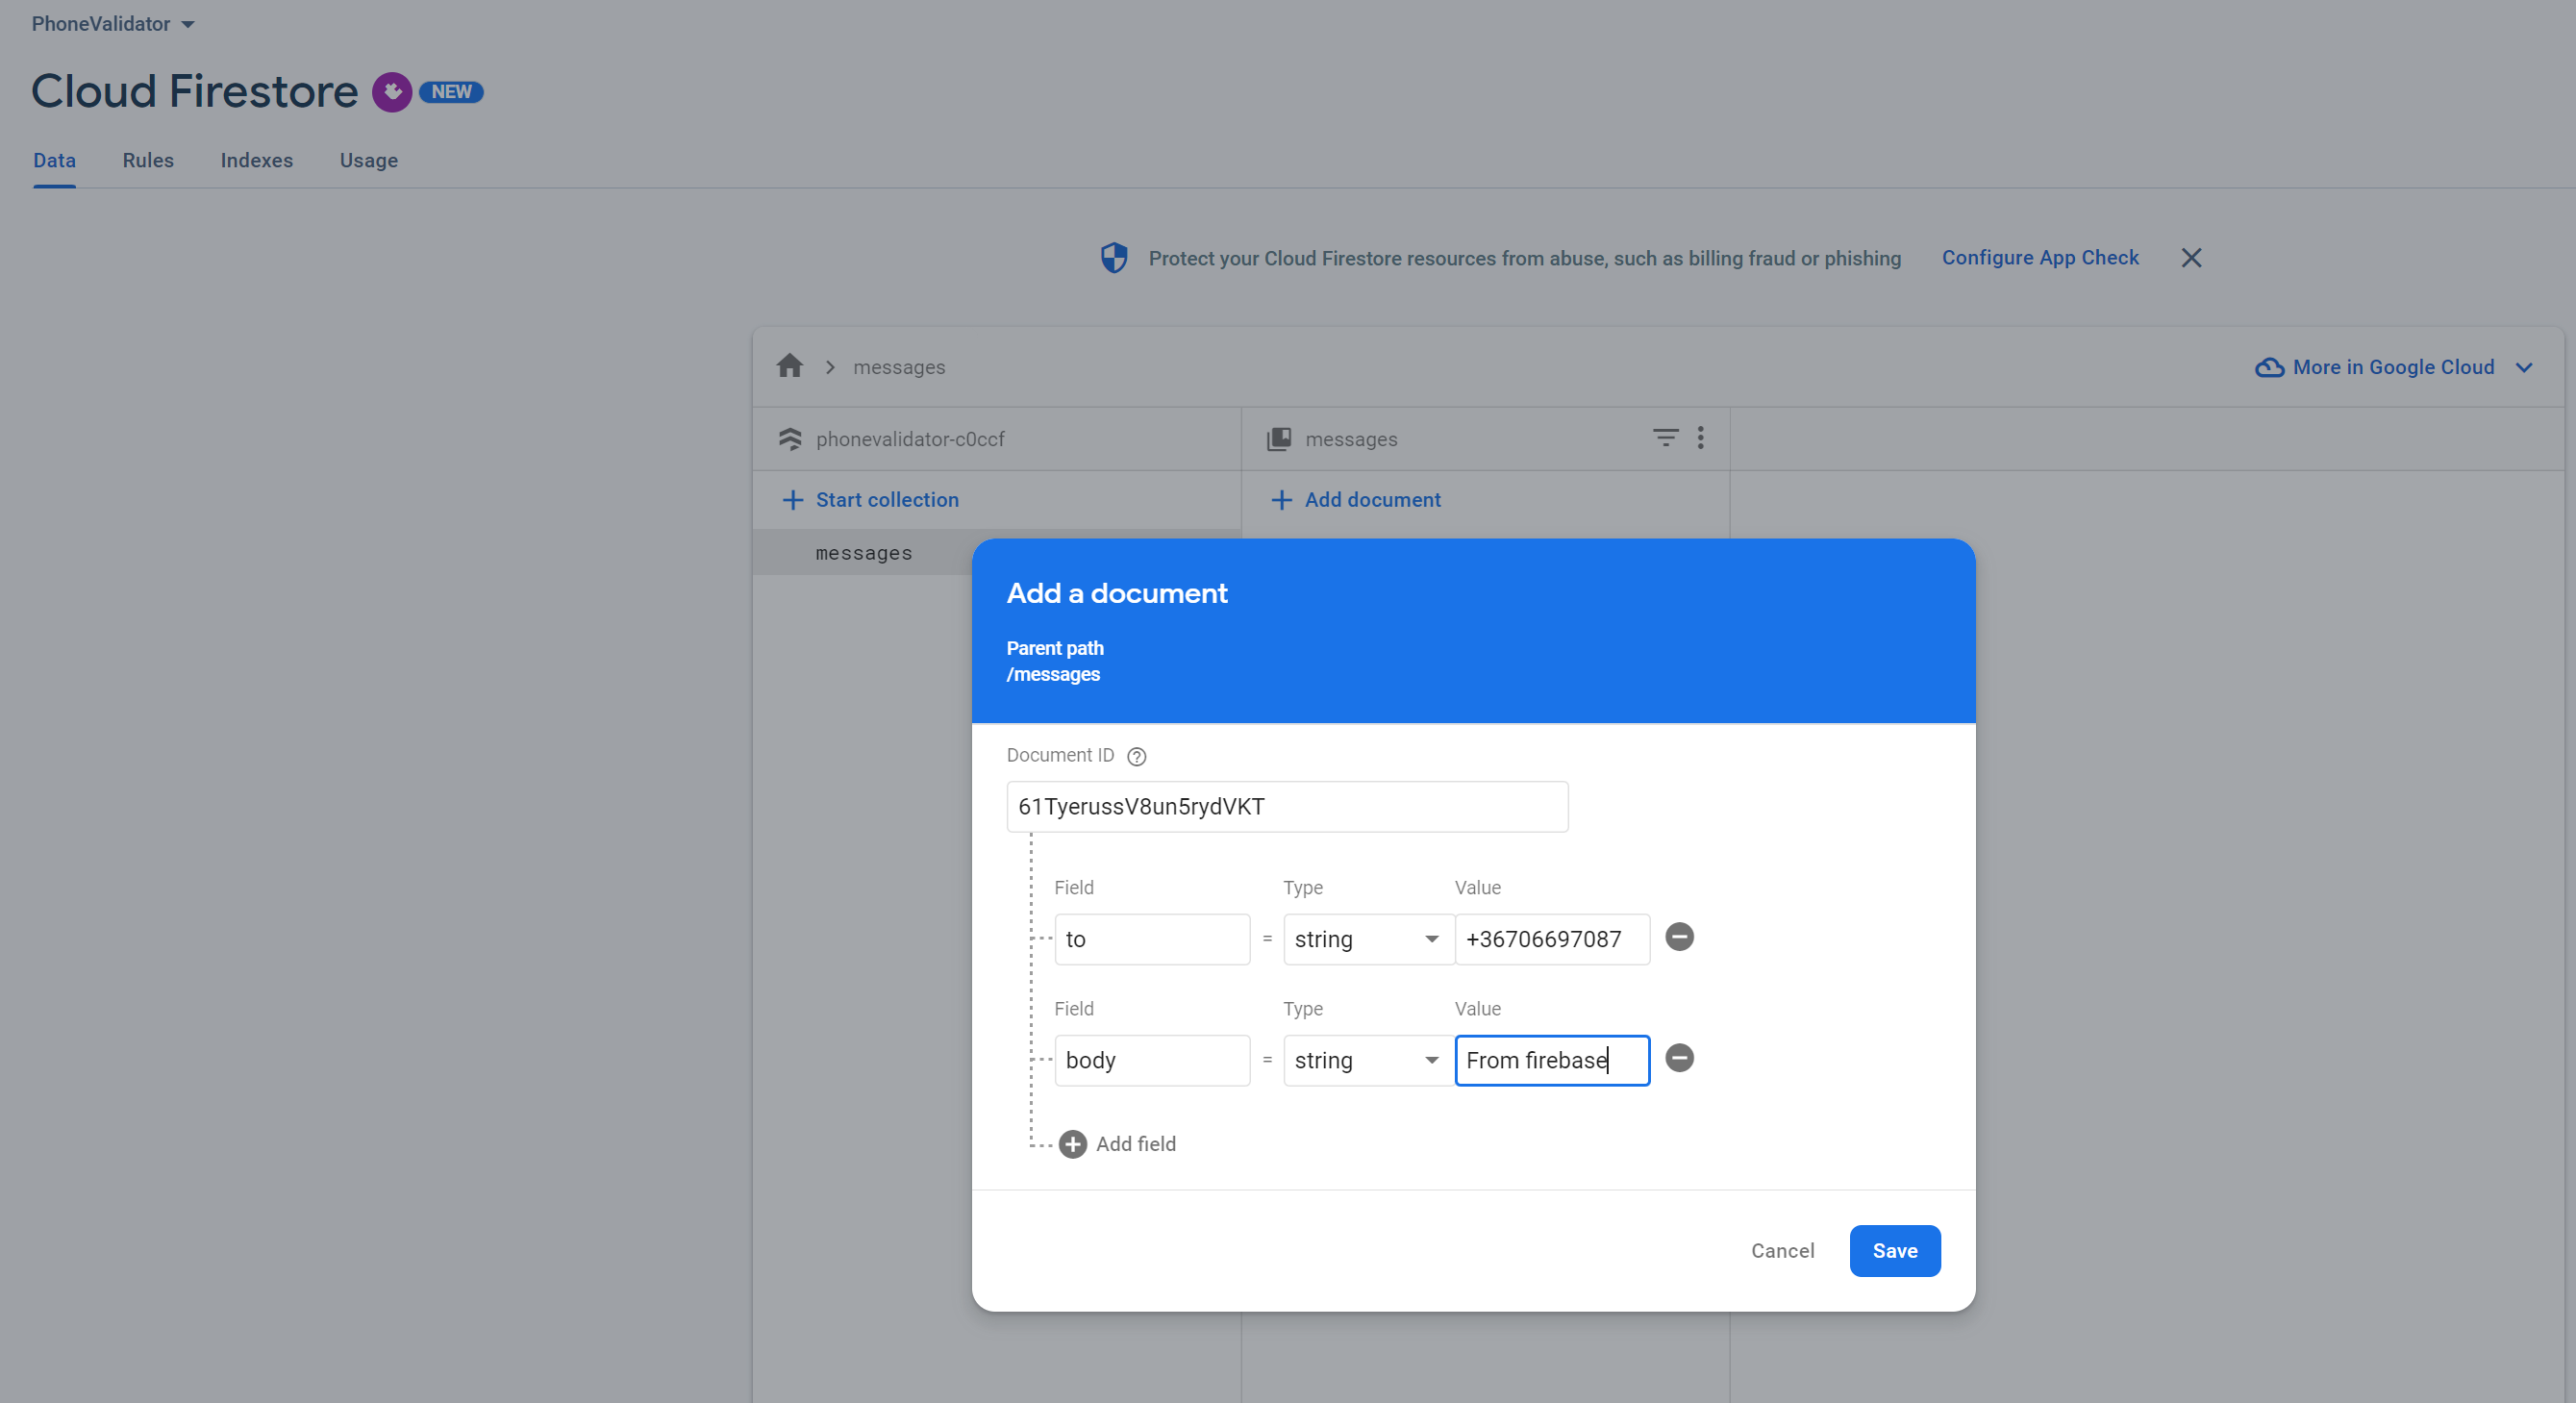 PhoneValidator
Cloud Firestore NEW
Data Rules Indexes Usage
Protect your Cloud Firestore resources from abuse, such as billing fraud or phishing Configure App Check
messages More in Google Cloud
phonevalidator-c0ccf messages
Start collection Add document
messages
Add a document
Parent path
/messages
Document ID
61TyerussV8un5rydVKT
Field Type Value
to = string +36706697087
Field Type Value
body = string From firebase
Add field
Cancel Save